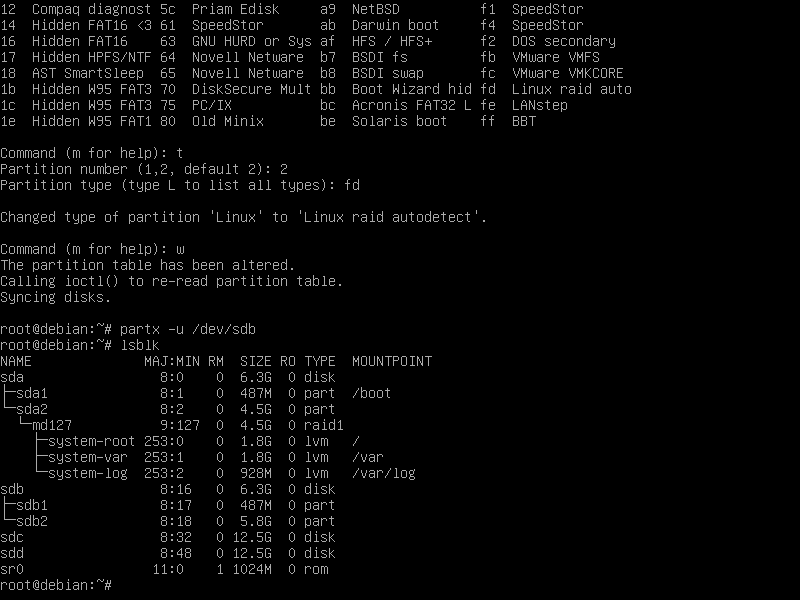 12  Compaq diagnost 5c  Priam Edisk     a9  NetBSD          f1  SpeedStor
14  Hidden FAT16 <3 61  SpeedStor       ab  Darwin boot     f4  SpeedStor
16  Hidden FAT16    63  GNU HURD or Sys af  HFS / HFS+      f2  DOS secondary
17  Hidden HPFS/NTF 64  Novell Netware  b7  BSDI fs         fb  VMware VMFS
18  AST SmartSleep  65  Novell Netware  b8  BSDI swap       fc  VMware VMKCORE
1b  Hidden W95 FAT3 70  DiskSecure Mult bb  Boot Wizard hid fd  Linux raid auto
1c  Hidden W95 FAT3 75  PC/IX           bc  Acronis FAT32 L fe  LANstep
1e  Hidden W95 FAT1 80  Old Minix       be  Solaris boot    ff  BBT
Command (m for help): t
Partition number (1,2, default 2): 2
Partition type (type L to list all types): fd
Changed type of partition 'Linux' to 'Linux raid autodetect'.
Command (m for help): w
The partition table has been altered.
Calling ioctl() to re-read partition table.
Syncing disks.
root@debian:~# partx -u /dev/sdb
root@debian:~# lsblk
NAME              MAJ:MIN RM  SIZE RO TYPE  MOUNTPOINT
sda                 8:0    0  6.3G  0 disk
├─sda1              8:1    0  487M  0 part  /boot
└─sda2              8:2    0  4.5G  0 part
  └─md127           9:127  0  4.5G  0 raid1
    ├─system-root 253:0    0  1.8G  0 lvm   /
    ├─system-var  253:1    0  1.8G  0 lvm   /var
    └─system-log  253:2    0  928M  0 lvm   /var/log
sdb                 8:16   0  6.3G  0 disk
├─sdb1              8:17   0  487M  0 part
└─sdb2              8:18   0  5.8G  0 part
sdc                 8:32   0 12.5G  0 disk
sdd                 8:48   0 12.5G  0 disk
sr0                11:0    1 1024M  0 rom
root@debian:~#